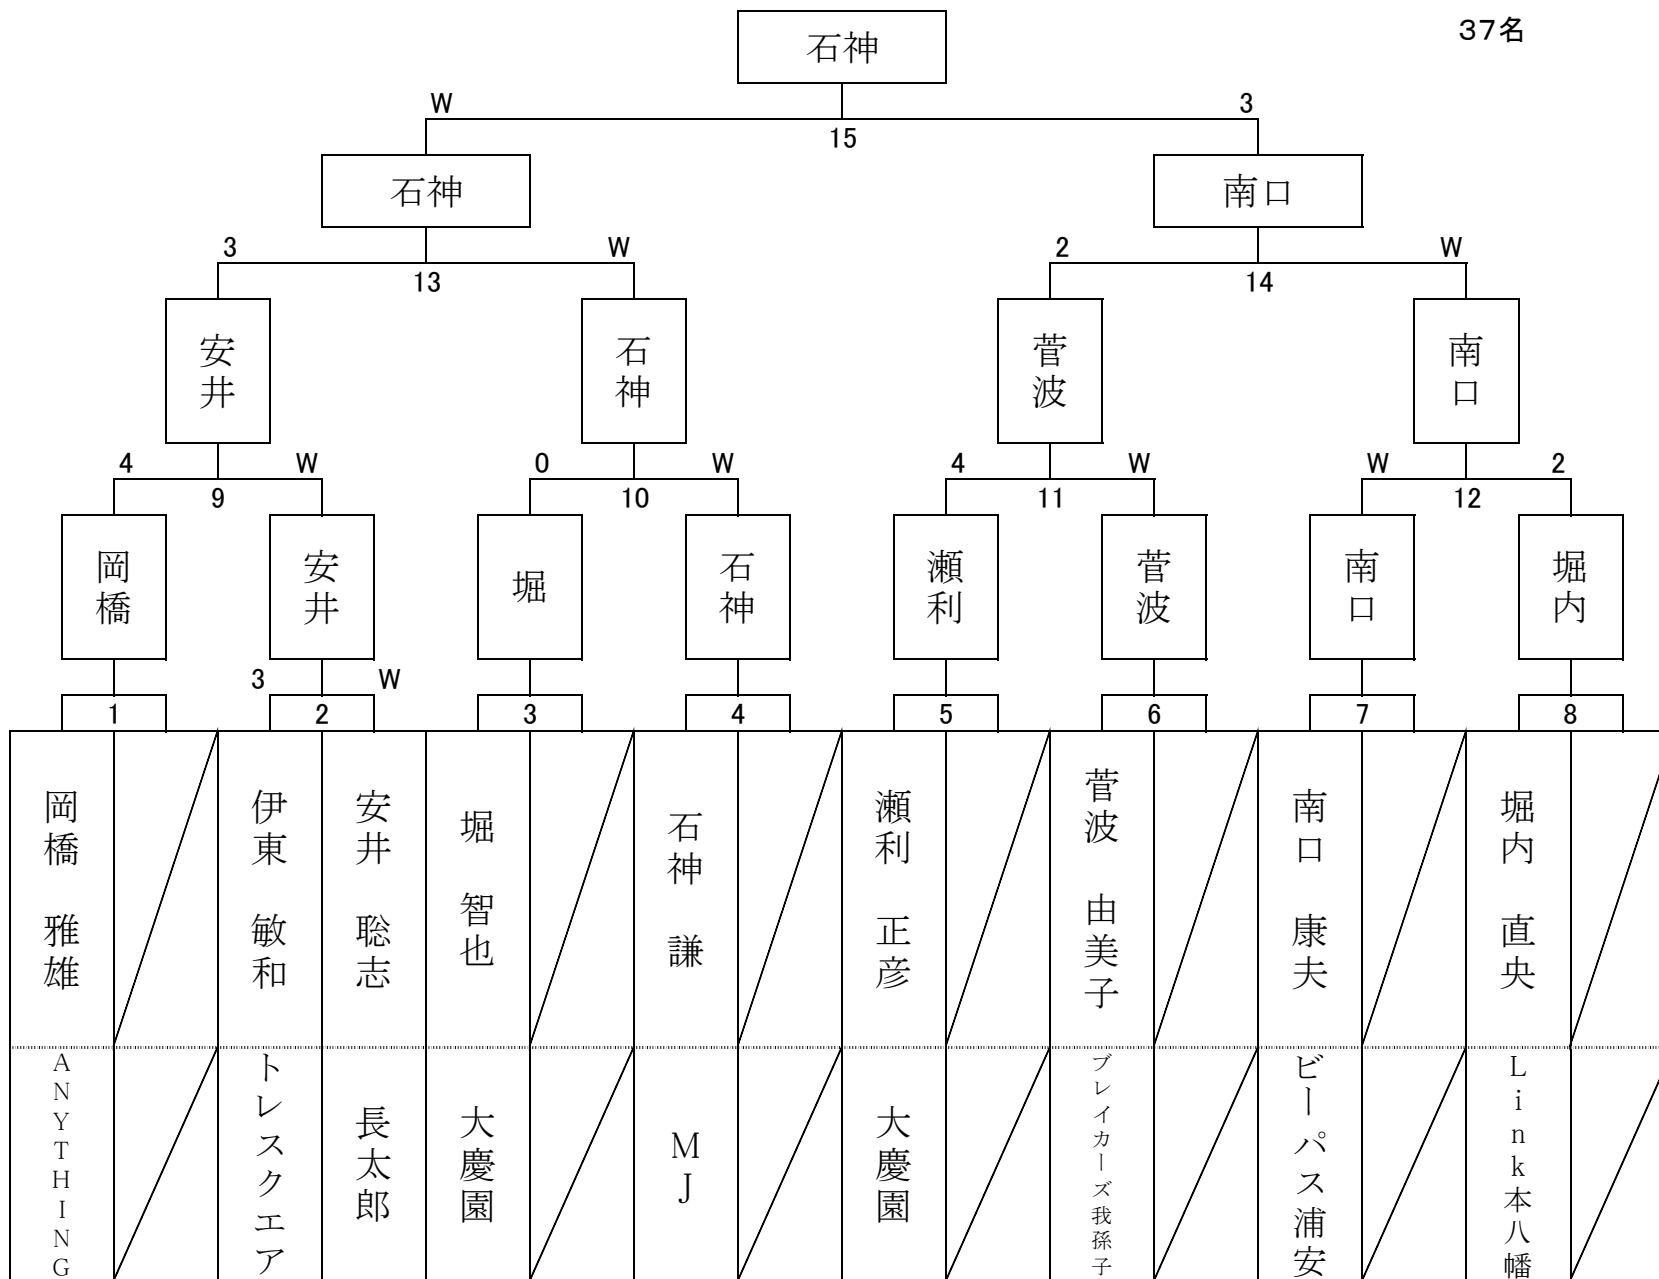 37名
石神
W
3
15
石神
南口
3
W
2
W
13
14
安井
石神
菅波
南口
4
W
0
W
4
W
W
2
9
10
11
12
岡橋
安井
堀
石神
瀬利
菅波
南口
堀内
3
W
1
2
3
4
5
6
7
8
岡橋 雅雄
伊東 敏和
安井 聡志
堀 智也
石神 謙
瀬利 正彦
菅波 由美子
南口 康夫
堀内 直央
ANYTHING
トレスクエア
長太郎
大慶園
MJ
大慶園
ブレイカーズ我孫子
ビーパス浦安
Link本八幡